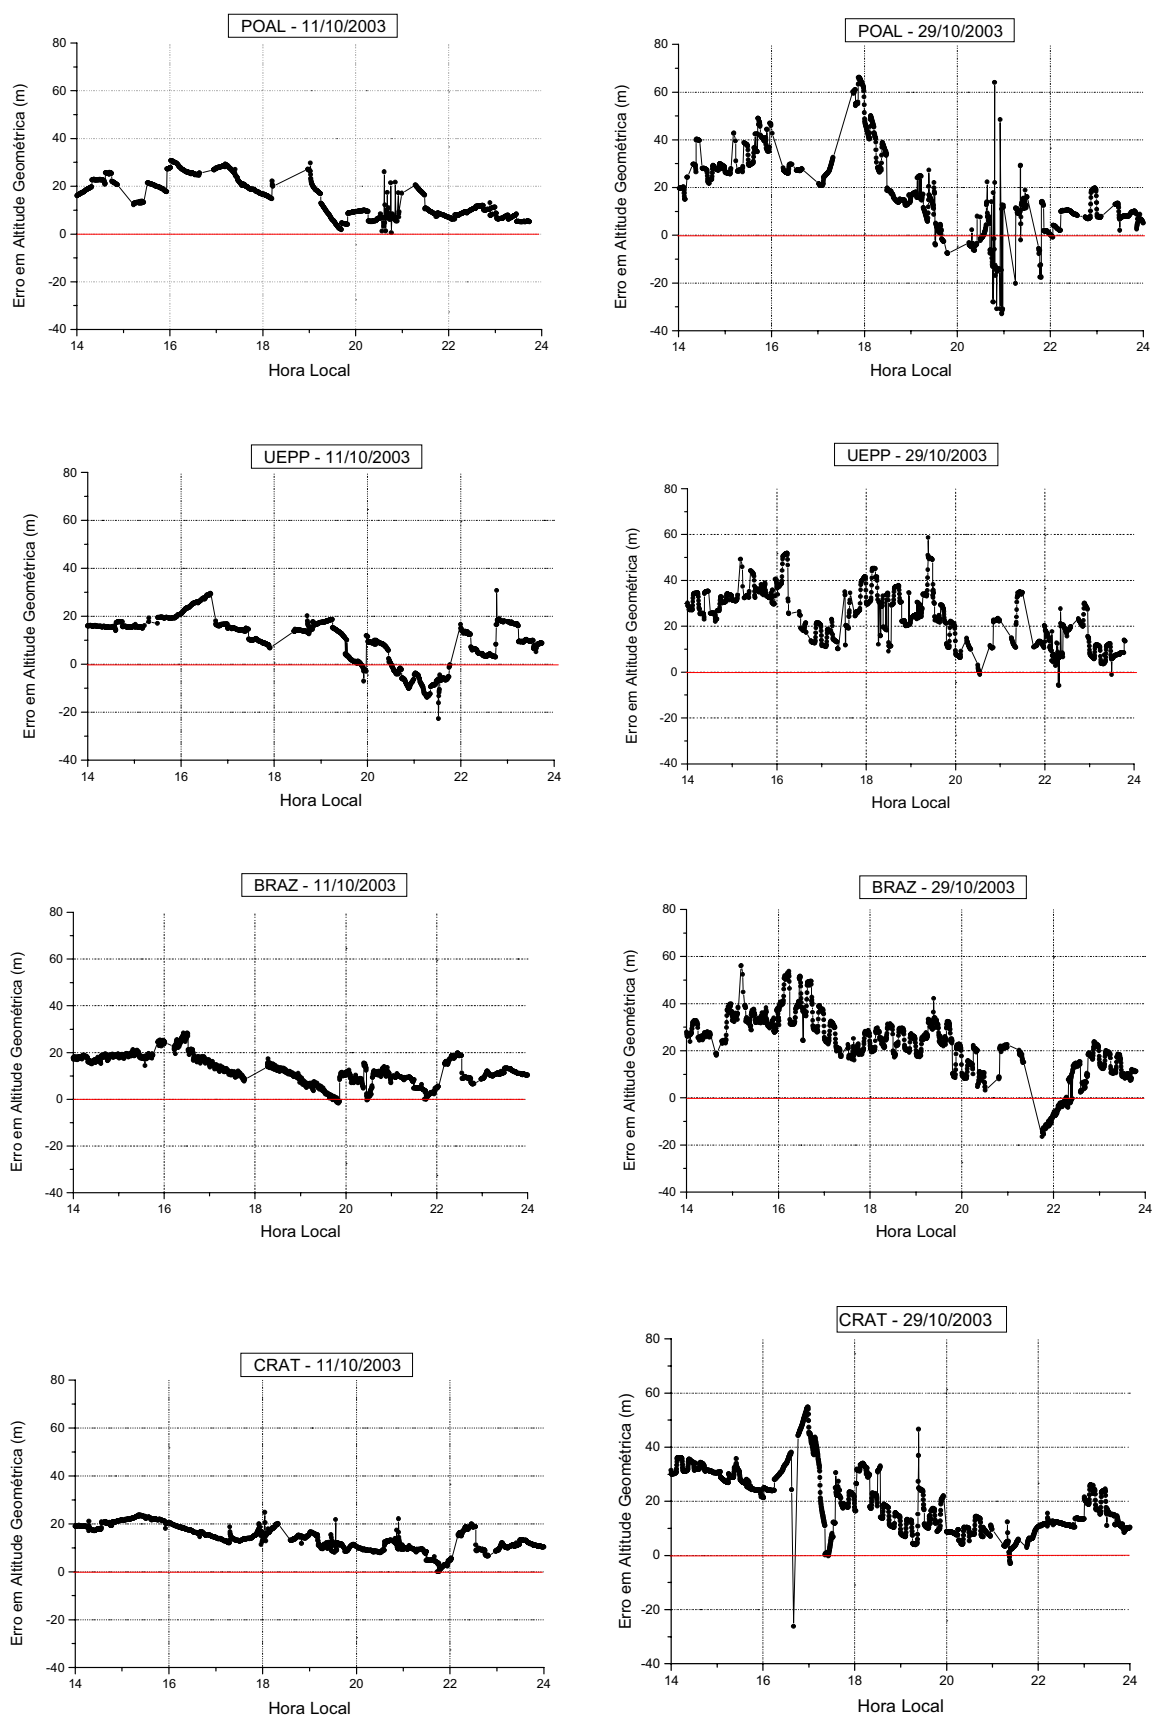 POAL - 11/10/2003
80
60
40
20
0
-20
-40
14 16 18 20 22 24
Erro em Altitude Geométrica (m)
Hora Local
POAL - 29/10/2003
80
60
40
20
0
-20
-40
14 16 18 20 22 24
Erro em Altitude Geométrica (m)
Hora Local
UEPP - 11/10/2003
80
60
40
20
0
-20
-40
14 16 18 20 22 24
Erro em Altitude Geométrica (m)
Hora Local
UEPP - 29/10/2003
80
60
40
20
0
-20
-40
14 16 18 20 22 24
Erro em Altitude Geométrica (m)
Hora Local
BRAZ - 11/10/2003
80
60
40
20
0
-20
-40
14 16 18 20 22 24
Erro em Altitude Geométrica (m)
Hora Local
BRAZ - 29/10/2003
80
60
40
20
0
-20
-40
14 16 18 20 22 24
Erro em Altitude Geométrica (m)
Hora Local
CRAT - 11/10/2003
80
60
40
20
0
-20
-40
14 16 18 20 22 24
Erro em Altitude Geométrica (m)
Hora Local
CRAT - 29/10/2003
80
60
40
20
0
-20
-40
14 16 18 20 22 24
Erro em Altitude Geométrica (m)
Hora Local